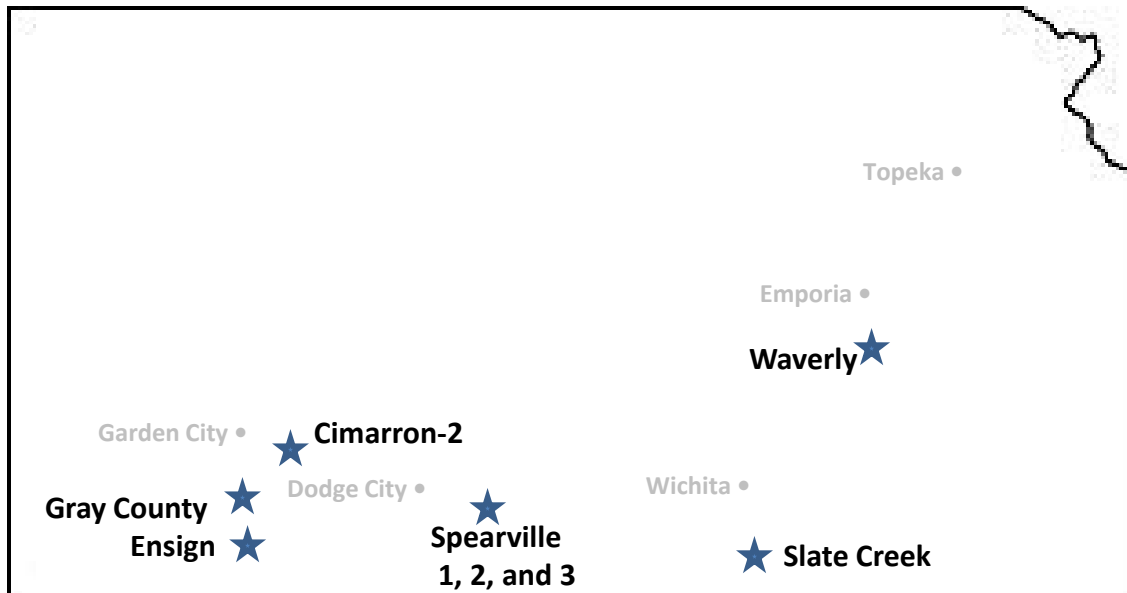 Topeka
Emporia
Waverly
Garden City
Cimarron-2
Dodge City
Wichita
Gray County
Ensign
Spearville
1, 2, and 3
Slate Creek